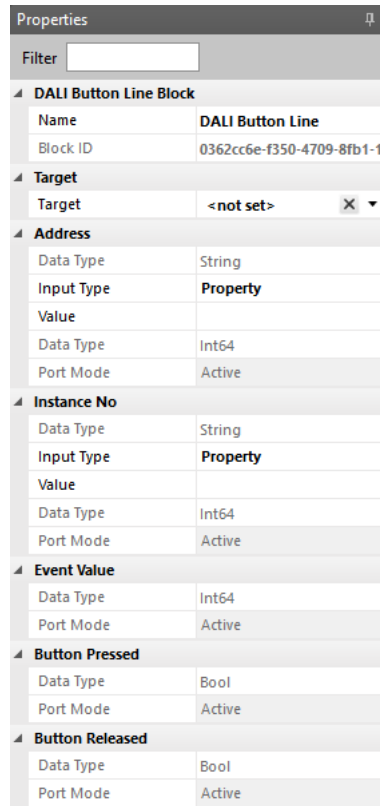 Properties
Filter
DALI Button Line Block
Name DALI Button Line
Block ID 0362cc6e-f350-4709-8fb1-1
Target
Target <not set>
Address
Data Type String
Input Type Property
Value
Data Type Int64
Port Mode Active
Instance No
Data Type String
Input Type Property
Value
Data Type Int64
Port Mode Active
Event Value
Data Type Int64
Port Mode Active
Button Pressed
Data Type Bool
Port Mode Active
Button Released
Data Type Bool
Port Mode Active